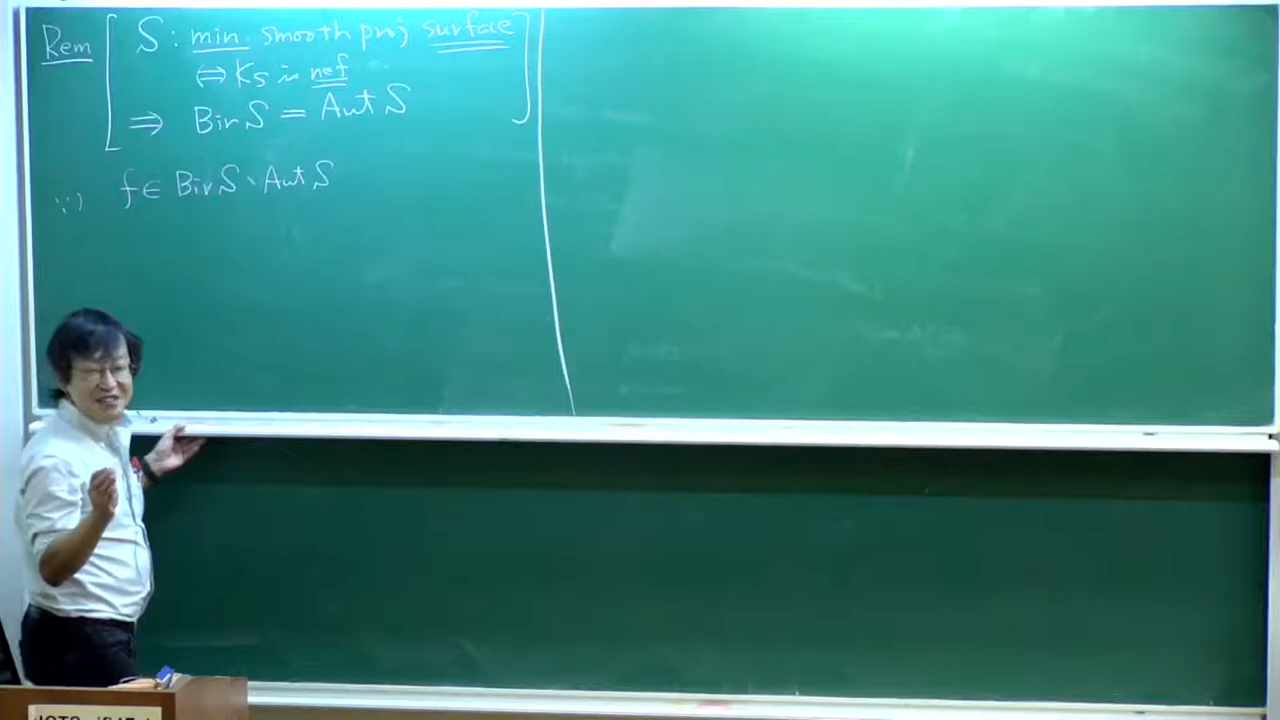 Rem S : min. smooth proj surface
⇔ K_S is nef
⇒ Bir S = Aut S
∵) f ∈ Bir S \ Aut S